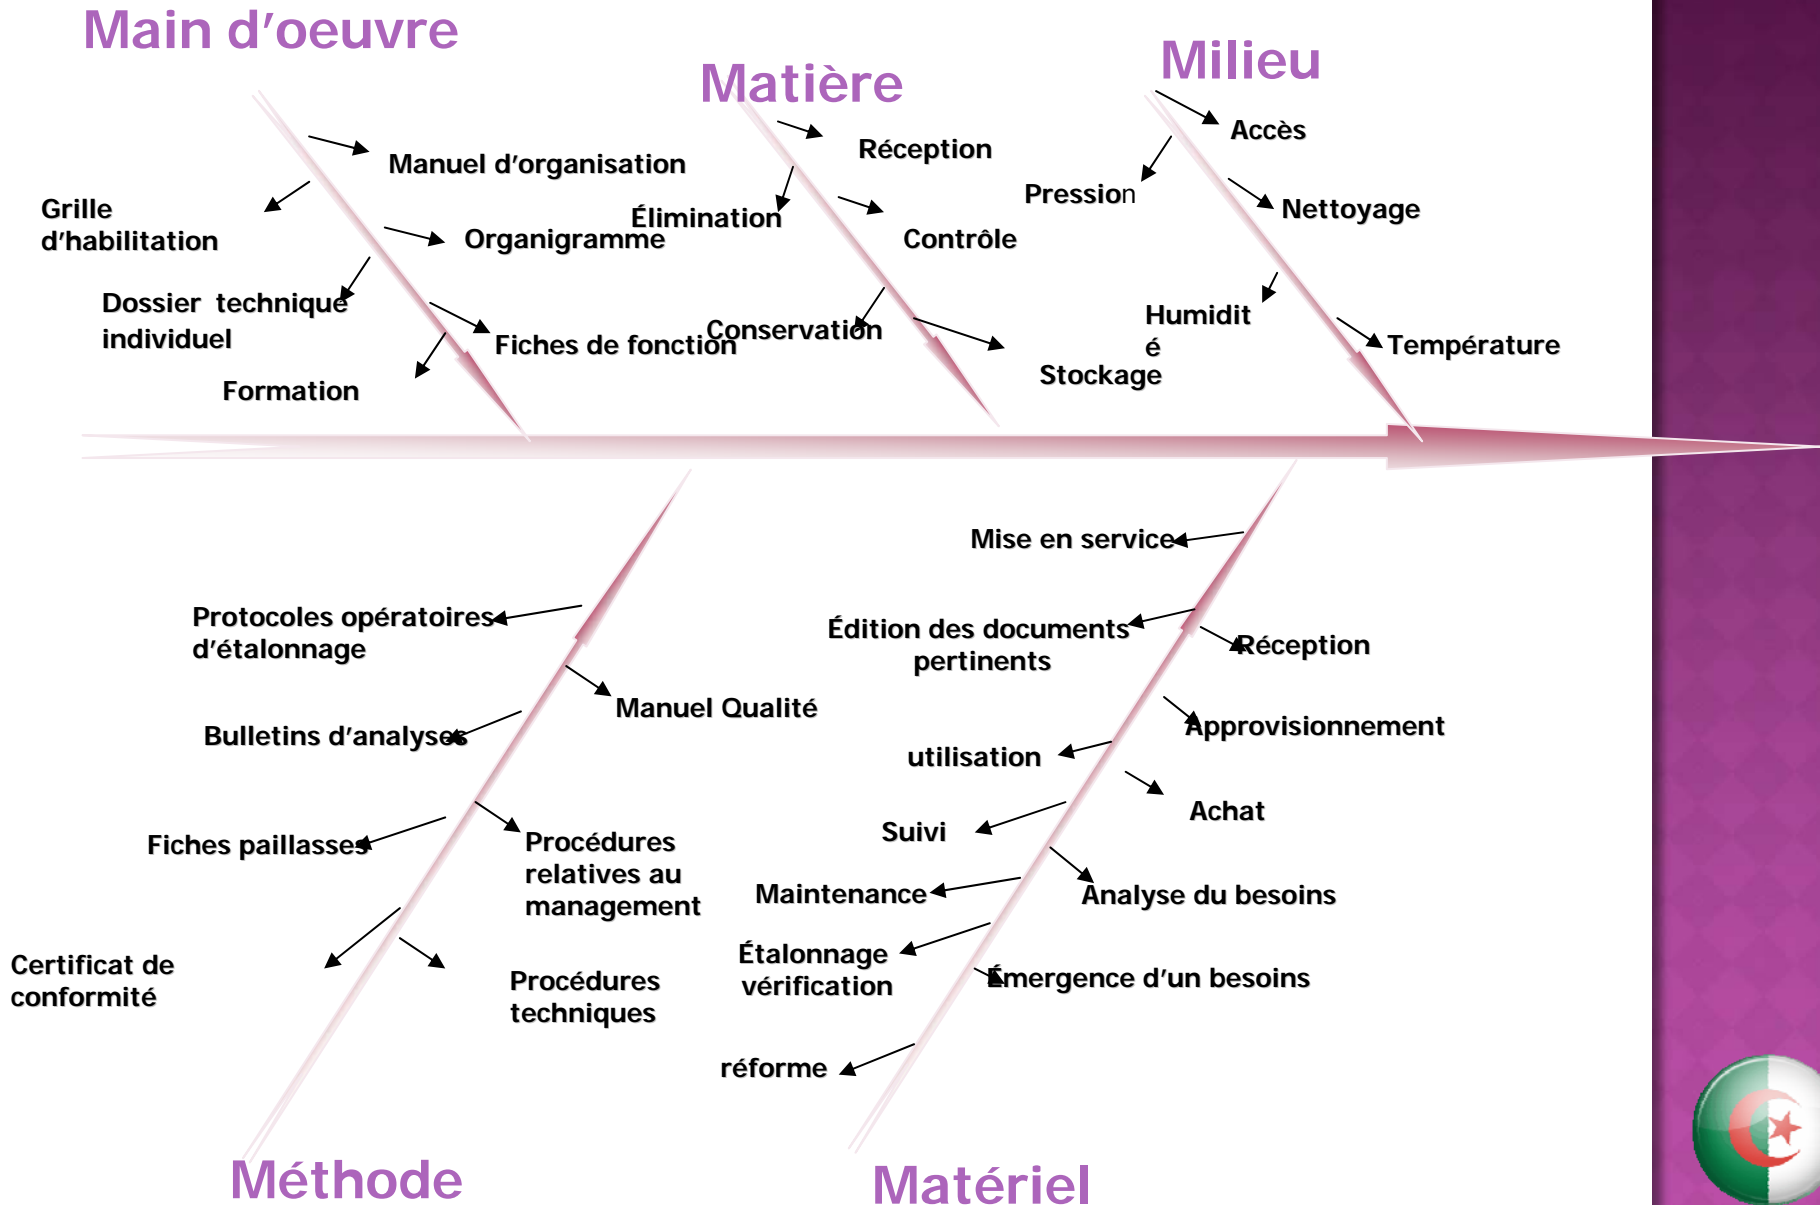 Main d'oeuvre
Matière
Milieu
Manuel d'organisation
Grille
d'habilitation
Organigramme
Dossier technique
individuel
Fiches de fonction
Formation
Réception
Élimination
Contrôle
Conservation
Stockage
Accès
Pression
Nettoyage
Humidit
é
Température
Protocoles opératoires
d'étalonnage
Manuel Qualité
Bulletins d'analyses
Fiches paillasses
Procédures
relatives au
management
Certificat de
conformité
Procédures
techniques
Mise en service
Édition des documents
pertinents
Réception
Approvisionnement
utilisation
Achat
Suivi
Maintenance
Analyse du besoins
Étalonnage
vérification
Émergence d'un besoins
réforme
Méthode
Matériel